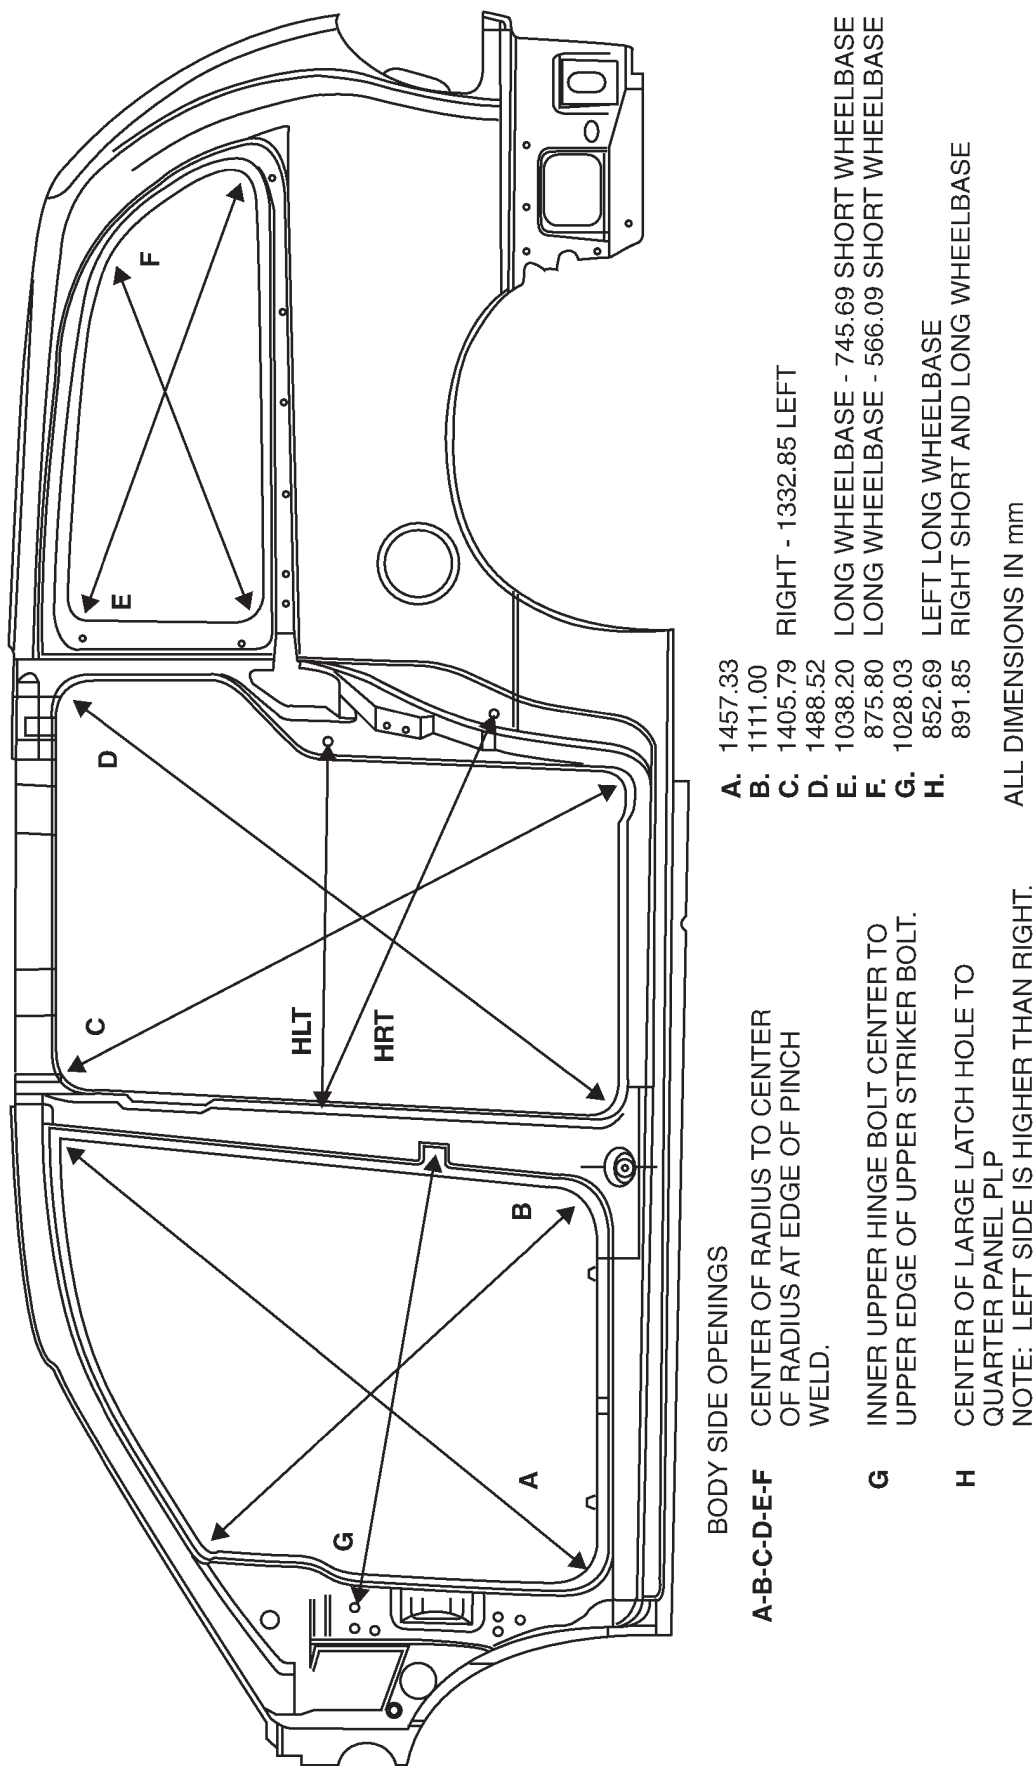 F
E
D
C
HLT
HRT
B
A
G
BODY SIDE OPENINGS
A-B-C-D-E-F CENTER OF RADIUS TO CENTER
OF RADIUS AT EDGE OF PINCH
WELD.
G INNER UPPER HINGE BOLT CENTER TO
UPPER EDGE OF UPPER STRIKER BOLT.
H CENTER OF LARGE LATCH HOLE TO
QUARTER PANEL PLP
NOTE: LEFT SIDE IS HIGHER THAN RIGHT.
A. 1457.33
B. 1111.00
C. 1405.79 RIGHT - 1332.85 LEFT
D. 1488.52
E. 1038.20 LONG WHEELBASE - 745.69 SHORT WHEELBASE
F. 875.80 LONG WHEELBASE - 566.09 SHORT WHEELBASE
G. 1028.03
H. 852.69 LEFT LONG WHEELBASE
891.85 RIGHT SHORT AND LONG WHEELBASE
ALL DIMENSIONS IN mm